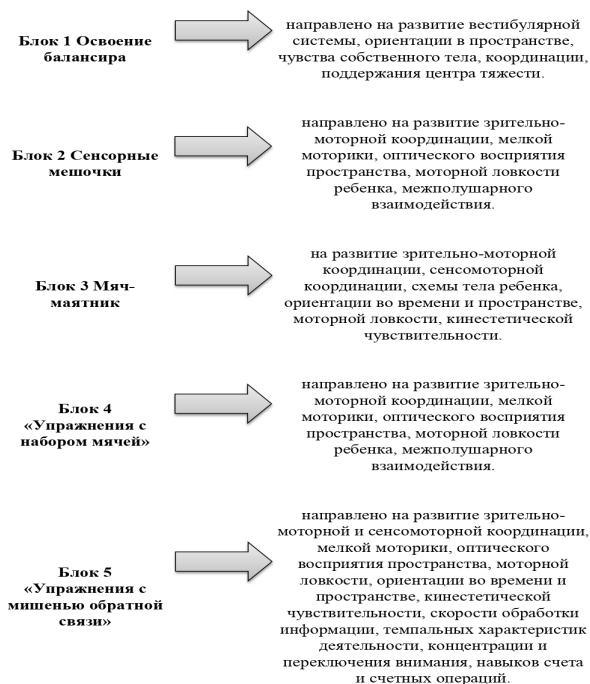 Блок 1 Освоение
балансира
направлено на развитие вестибулярной
системы, ориентации в пространстве,
чувства собственного тела, координации,
поддержания центра тяжести.
Блок 2 Сенсорные
мешочки
направлено на развитие зрительно-
моторной координации, мелкой
моторики, оптического восприятия
пространства, моторной ловкости
ребенка, межполушарного
взаимодействия.
Блок 3 Мяч-
маятник
на развитие зрительно-моторной
координации, сенсомоторной
координации, схемы тела ребенка,
ориентации во времени и пространстве,
моторной ловкости, кинестетической
чувствительности.
Блок 4
«Упражнения с
набором мячей»
направлено на развитие зрительно-
моторной координации, мелкой
моторики, оптического восприятия
пространства, моторной ловкости
ребенка, межполушарного
взаимодействия.
Блок 5
«Упражнения с
мишенью обратной
связи»
направлено на развитие зрительно-
моторной и сенсомоторной координации,
мелкой моторики, оптического
восприятия пространства, моторной
ловкости, ориентации во времени и
пространстве, кинестетической
чувствительности, скорости обработки
информации, темпальных характеристик
деятельности, концентрации и
переключения внимания, навыков счета
и счетных операций.